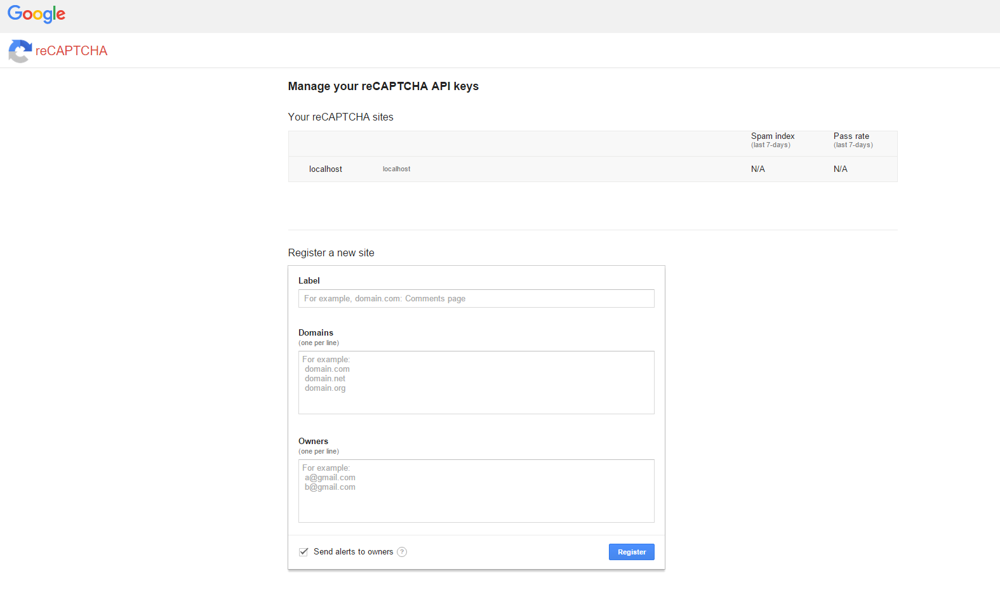 Google
reCAPTCHA
Manage your reCAPTCHA API keys
Your reCAPTCHA sites
Spam index Pass rate
(last 7-days) (last 7-days)
localhost localhost N/A N/A
Register a new site
Label
For example, domain.com: Comments page
Domains
(one per line)
For example:
domain.com
domain.net
domain.org
Owners
(one per line)
For example:
a@gmail.com
b@gmail.com
Send alerts to owners ? Register